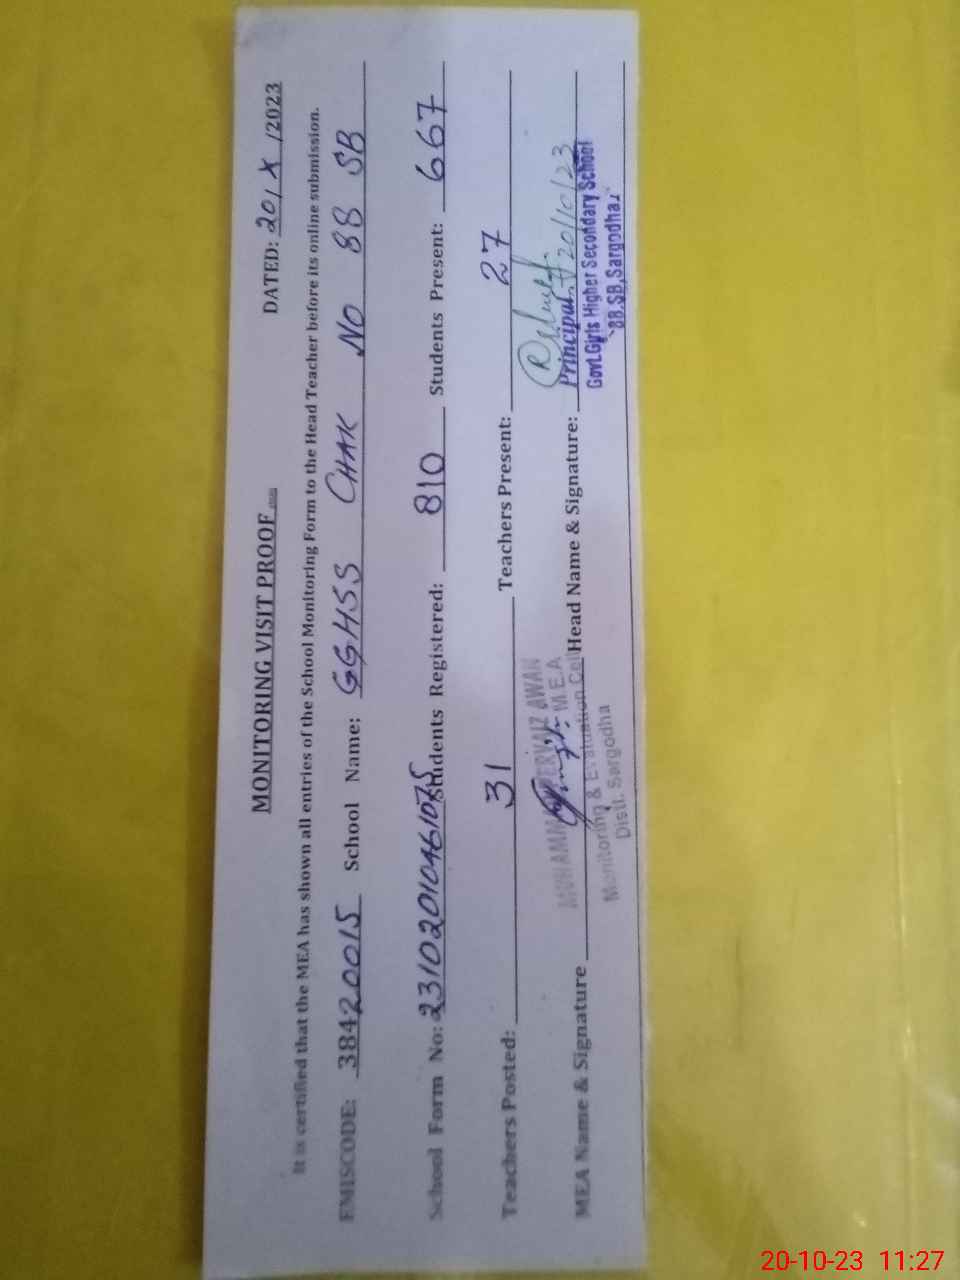 MONITORING VISIT PROOF
DATED: 20/X/2023
It is certified that the MEA has shown all entries of the School Monitoring Form to the Head Teacher before its online submission.
EMISCODE: 38420015 School Name: GGHSS CHAK NO 88 SB
School Form No: 2310201046075 Students Registered: 810 Students Present: 667
Teachers Posted: 31 Teachers Present: 27
MEA Name & Signature Head Name & Signature:
MUHAMMAD PERVAIZ AWAN
M.E.A
Monitoring & Evaluation Cell
Distt. Sargodha
20/10/23
Principal
Govt.Girls Higher Secondary School
88.SB,Sargodha
20-10-23 11:27